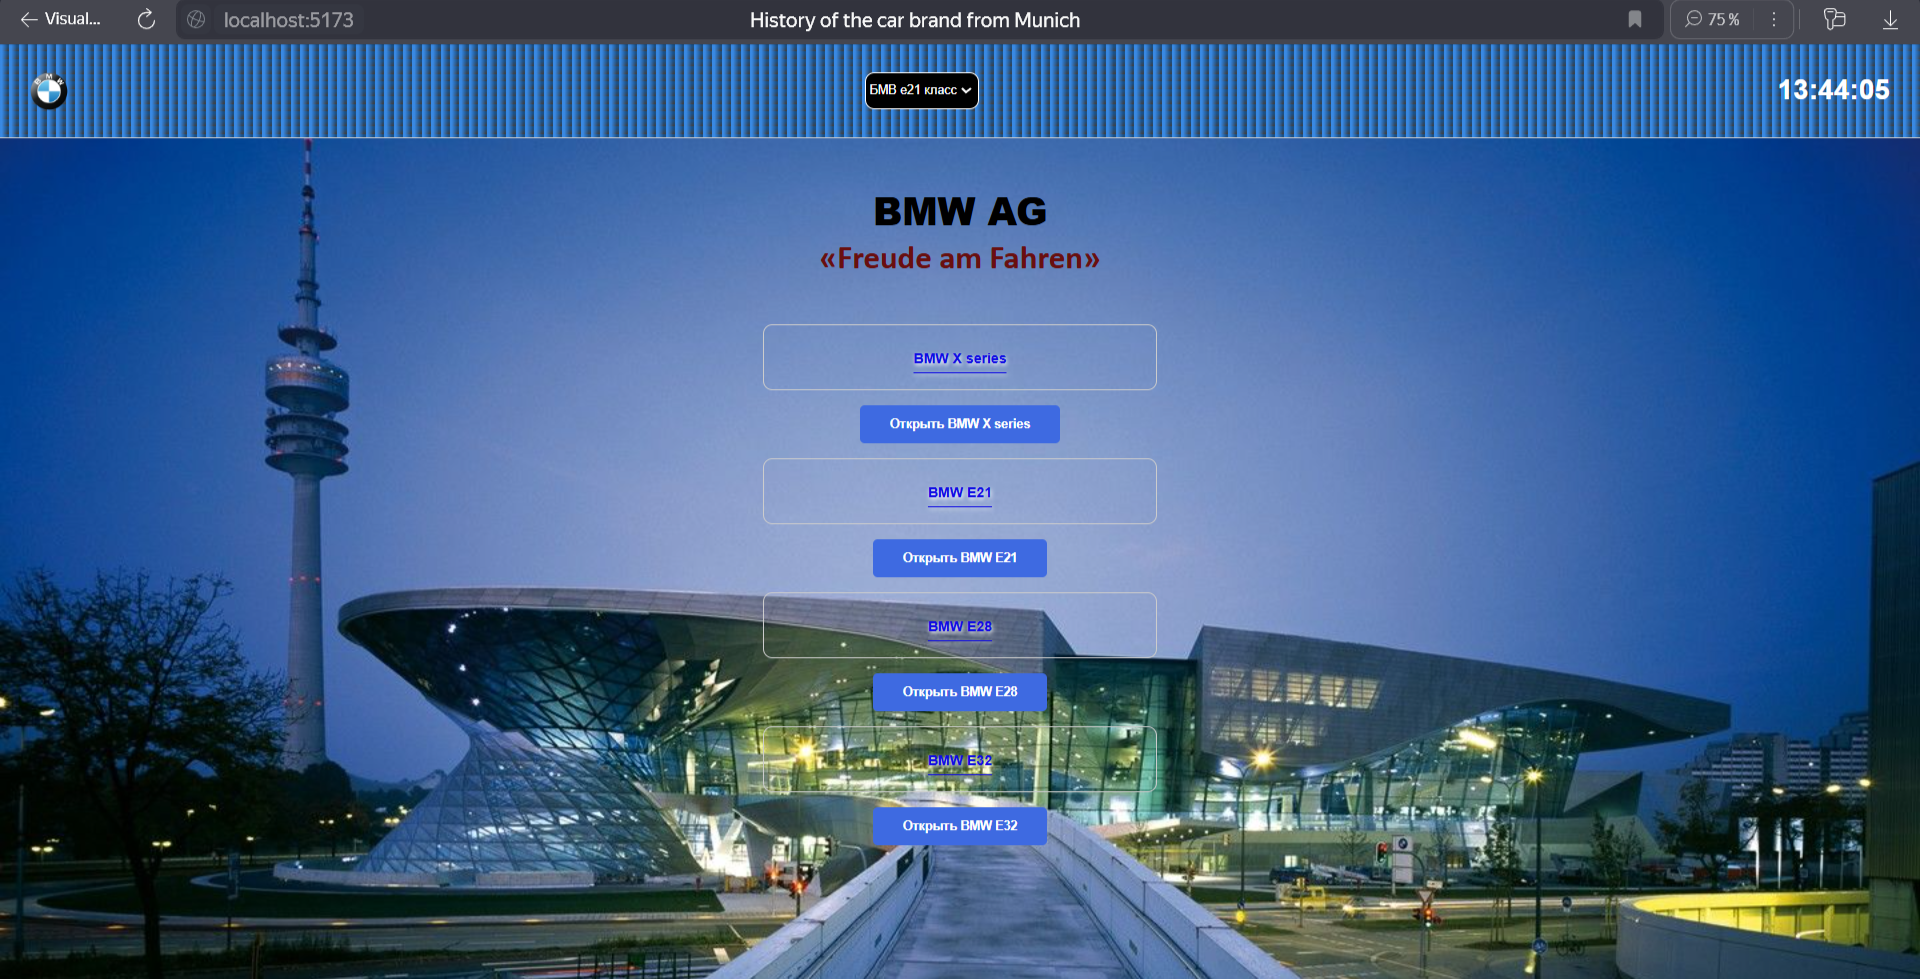 Visual...
localhost:5173
History of the car brand from Munich
75 %
BMW
БМВ е21 класс
13:44:05
BMW AG
«Freude am Fahren»
BMW X series
Открыть BMW X series
BMW E21
Открыть BMW E21
BMW E28
Открыть BMW E28
BMW E32
Открыть BMW E32